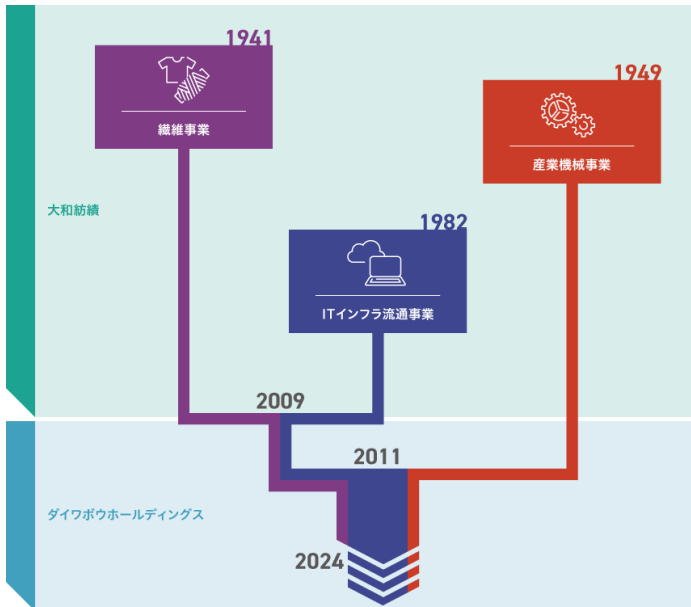 1941
繊維事業
1949
産業機械事業
大和紡績
1982
ITインフラ流通事業
2009
2011
ダイワボウホールディングス
2024